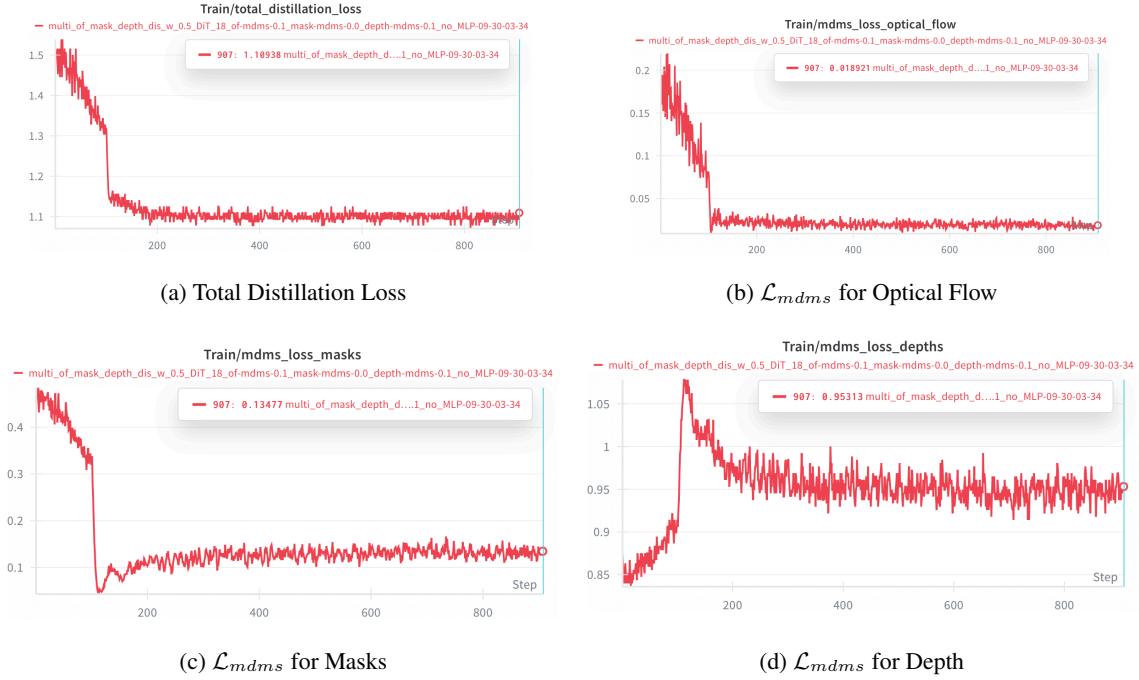 Train/total_distillation_loss
multi_of_mask_depth_dis_w_0.5_DiT_18_of-mdms-0.1_mask-mdms-0.0_depth-mdms-0.1_no_MLP-09-30-03-34
907: 1.10938 multi_of_mask_depth_d....1_no_MLP-09-30-03-34
1.5
1.4
1.3
1.2
1.1
200 400 600 800
(a) Total Distillation Loss
Train/mdms_loss_optical_flow
multi_of_mask_depth_dis_w_0.5_DiT_18_of-mdms-0.1_mask-mdms-0.0_depth-mdms-0.1_no_MLP-09-30-03-34
907: 0.018921 multi_of_mask_depth_d....1_no_MLP-09-30-03-34
0.2
0.15
0.1
0.05
200 400 600 800
(b) ℒmdms for Optical Flow
Train/mdms_loss_masks
multi_of_mask_depth_dis_w_0.5_DiT_18_of-mdms-0.1_mask-mdms-0.0_depth-mdms-0.1_no_MLP-09-30-03-34
907: 0.13477 multi_of_mask_depth_d....1_no_MLP-09-30-03-34
0.4
0.3
0.2
0.1
Step
200 400 600 800
(c) ℒmdms for Masks
Train/mdms_loss_depths
multi_of_mask_depth_dis_w_0.5_DiT_18_of-mdms-0.1_mask-mdms-0.0_depth-mdms-0.1_no_MLP-09-30-03-34
907: 0.95313 multi_of_mask_depth_d....1_no_MLP-09-30-03-34
1.05
1
0.95
0.9
0.85
Step
200 400 600 800
(d) ℒmdms for Depth